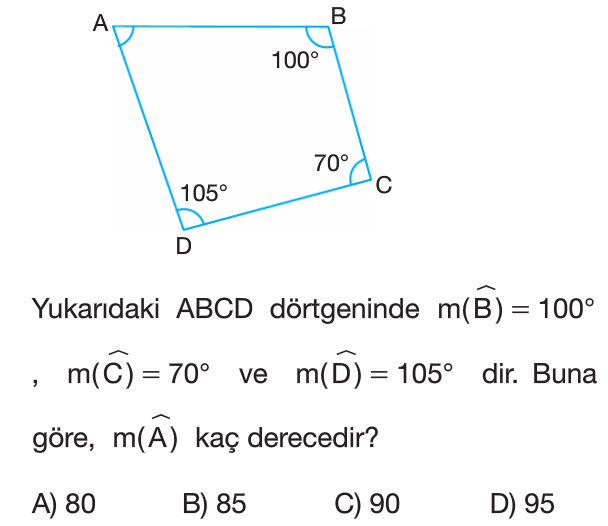 A
B
100°
70°
C
105°
D
Yukarıdaki ABCD dörtgeninde m(B̂) = 100°
, m(Ĉ) = 70° ve m(D̂) = 105° dir. Buna
göre, m(Â) kaç derecedir?
A) 80 B) 85 C) 90 D) 95